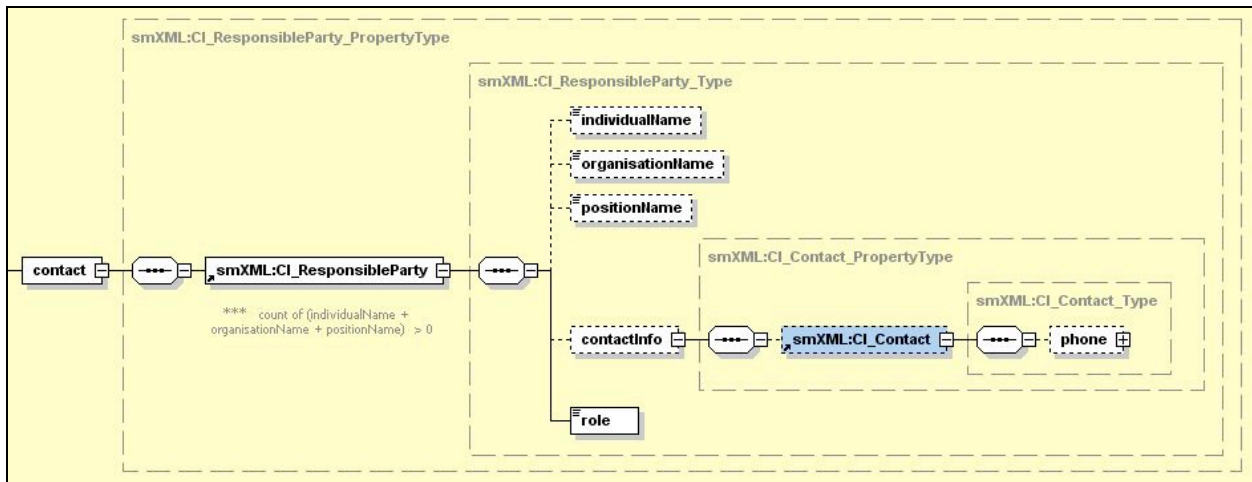 smXML:CI_ResponsibleParty_PropertyType
smXML:CI_ResponsibleParty_Type
individualName
organisationName
positionName
contact
smXML:CI_ResponsibleParty
*** count of (individualName +
organisationName + positionName) > 0
smXML:CI_Contact_PropertyType
smXML:CI_Contact_Type
contactInfo
smXML:CI_Contact
phone
role